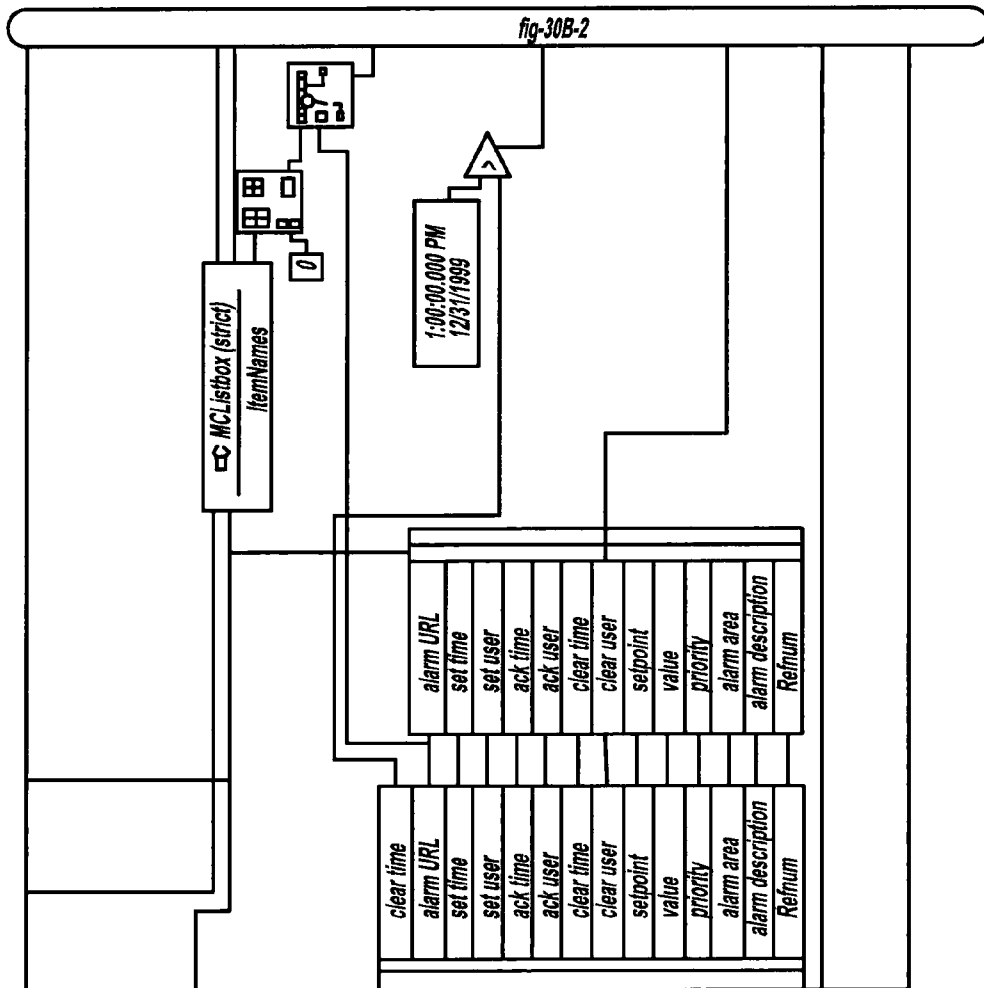 fig-30B-2
0
1:00:00.000 PM
12/31/1999
MCListbox (strict)
ItemNames
alarm URL
set time
set user
ack time
ack user
clear time
clear user
setpoint
value
priority
alarm area
alarm description
Refnum
clear time
alarm URL
set time
set user
ack time
ack user
clear time
clear user
setpoint
value
priority
alarm area
alarm description
Refnum